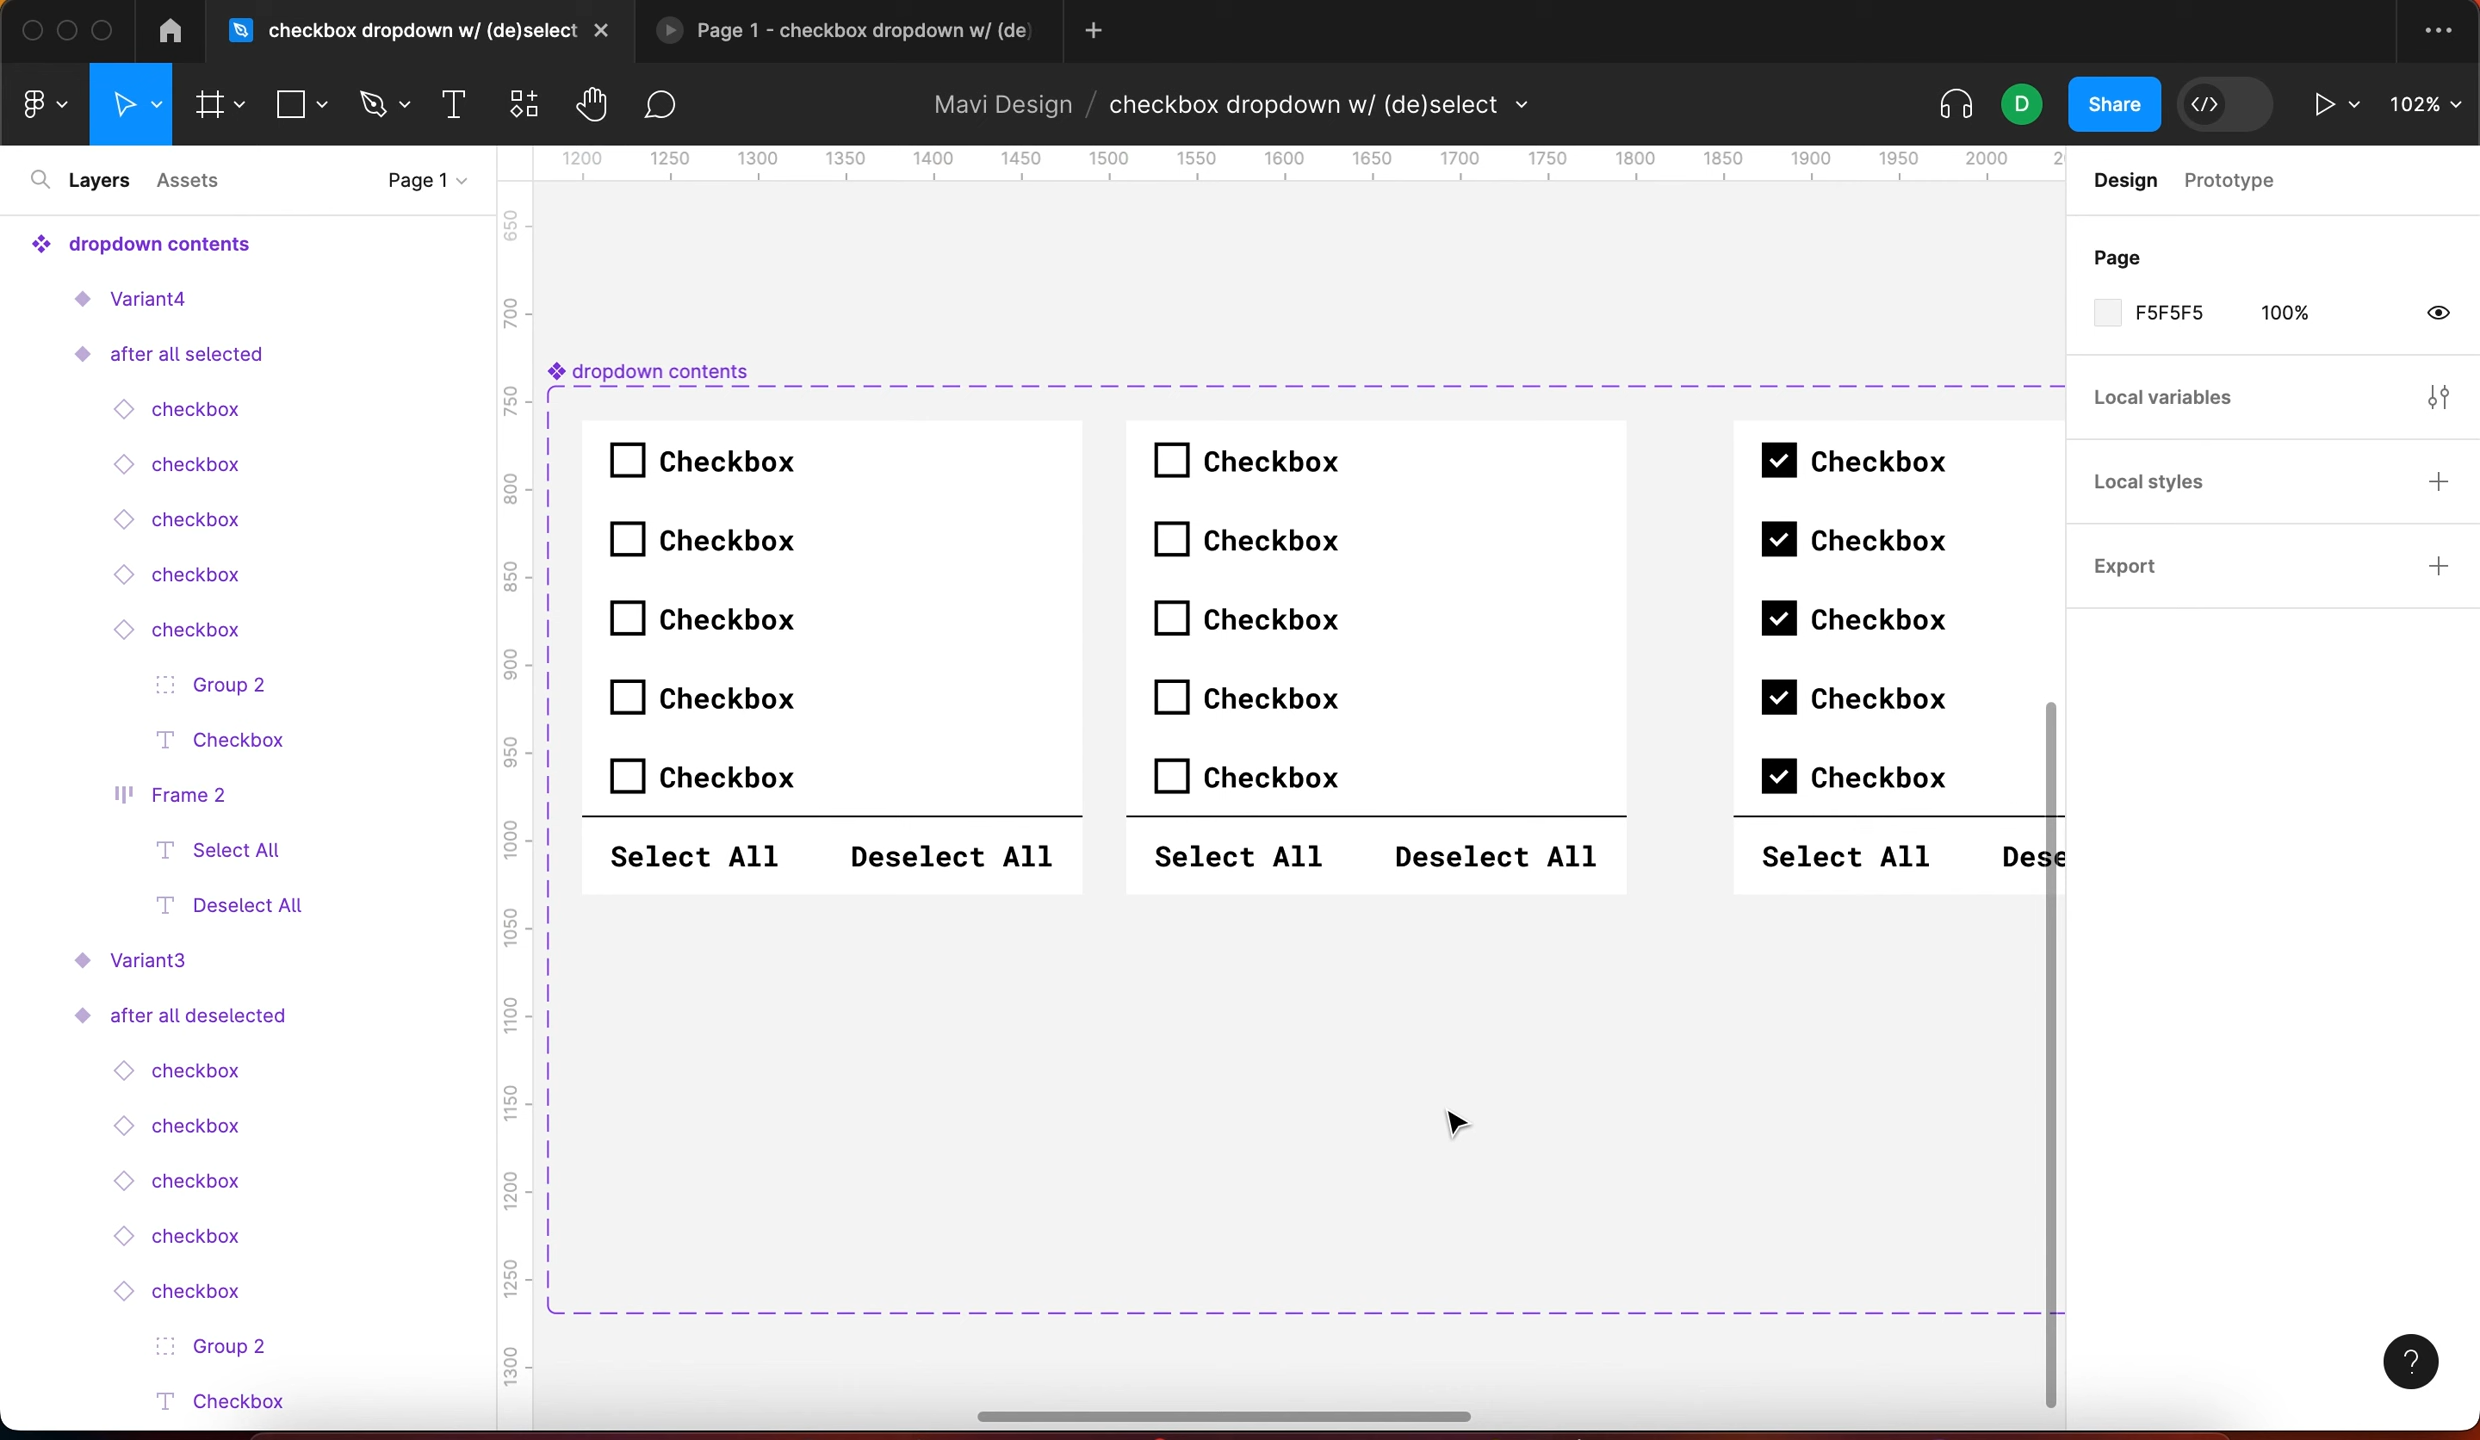 checkbox dropdown w/ (de)select
Page 1 - checkbox dropdown w/ (de)
Mavi Design / checkbox dropdown w/ (de)select
D
Share
102%
Layers
Assets
Page 1
dropdown contents
Variant4
after all selected
checkbox
checkbox
checkbox
checkbox
checkbox
Group 2
Checkbox
Frame 2
Select All
Deselect All
Variant3
after all deselected
checkbox
checkbox
checkbox
checkbox
checkbox
Group 2
Checkbox
1200 1250 1300 1350 1400 1450 1500 1550 1600 1650 1700 1750 1800 1850 1900 1950 2000
650
700
750
800
850
900
950
1000
1050
1100
1150
1200
1250
1300
dropdown contents
Checkbox
Checkbox
Checkbox
Checkbox
Checkbox
Select All Deselect All
Checkbox
Checkbox
Checkbox
Checkbox
Checkbox
Select All Deselect All
Checkbox
Checkbox
Checkbox
Checkbox
Checkbox
Select All Dese
Design
Prototype
Page
F5F5F5 100%
Local variables
Local styles
Export
?